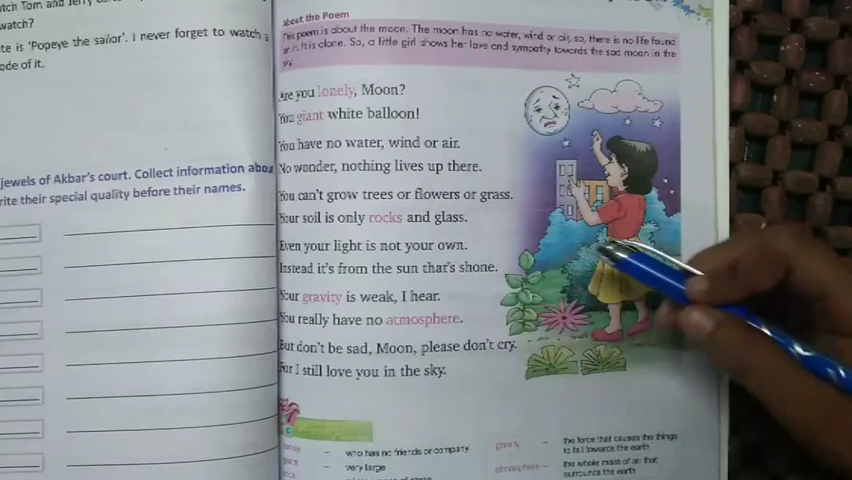 tch Tom and Jerry
watch?
te is 'Popeye the sailor'. I never forget to watch
ode of it.
jewels of Akbar's court. Collect information abou
rite their special quality before their names.
About the Poem
This poem is about the moon. The moon has no water, wind or air, so, there is no life found
on it. It is alone. So, a little girl shows her love and sympathy towards the sad moon in the
sky.
Are you lonely, Moon?
You giant white balloon!
You have no water, wind or air.
No wonder, nothing lives up there.
You can't grow trees or flowers or grass.
Your soil is only rocks and glass.
Even your light is not your own.
Instead it's from the sun that's shone.
Your gravity is weak, I hear.
You really have no atmosphere.
But don't be sad, Moon, please don't cry.
For I still love you in the sky.
lonely – who has no friends or company
giant – very large
gravity – the force that causes the things
to fall towards the earth
atmosphere – the whole mass of air that
surrounds the earth